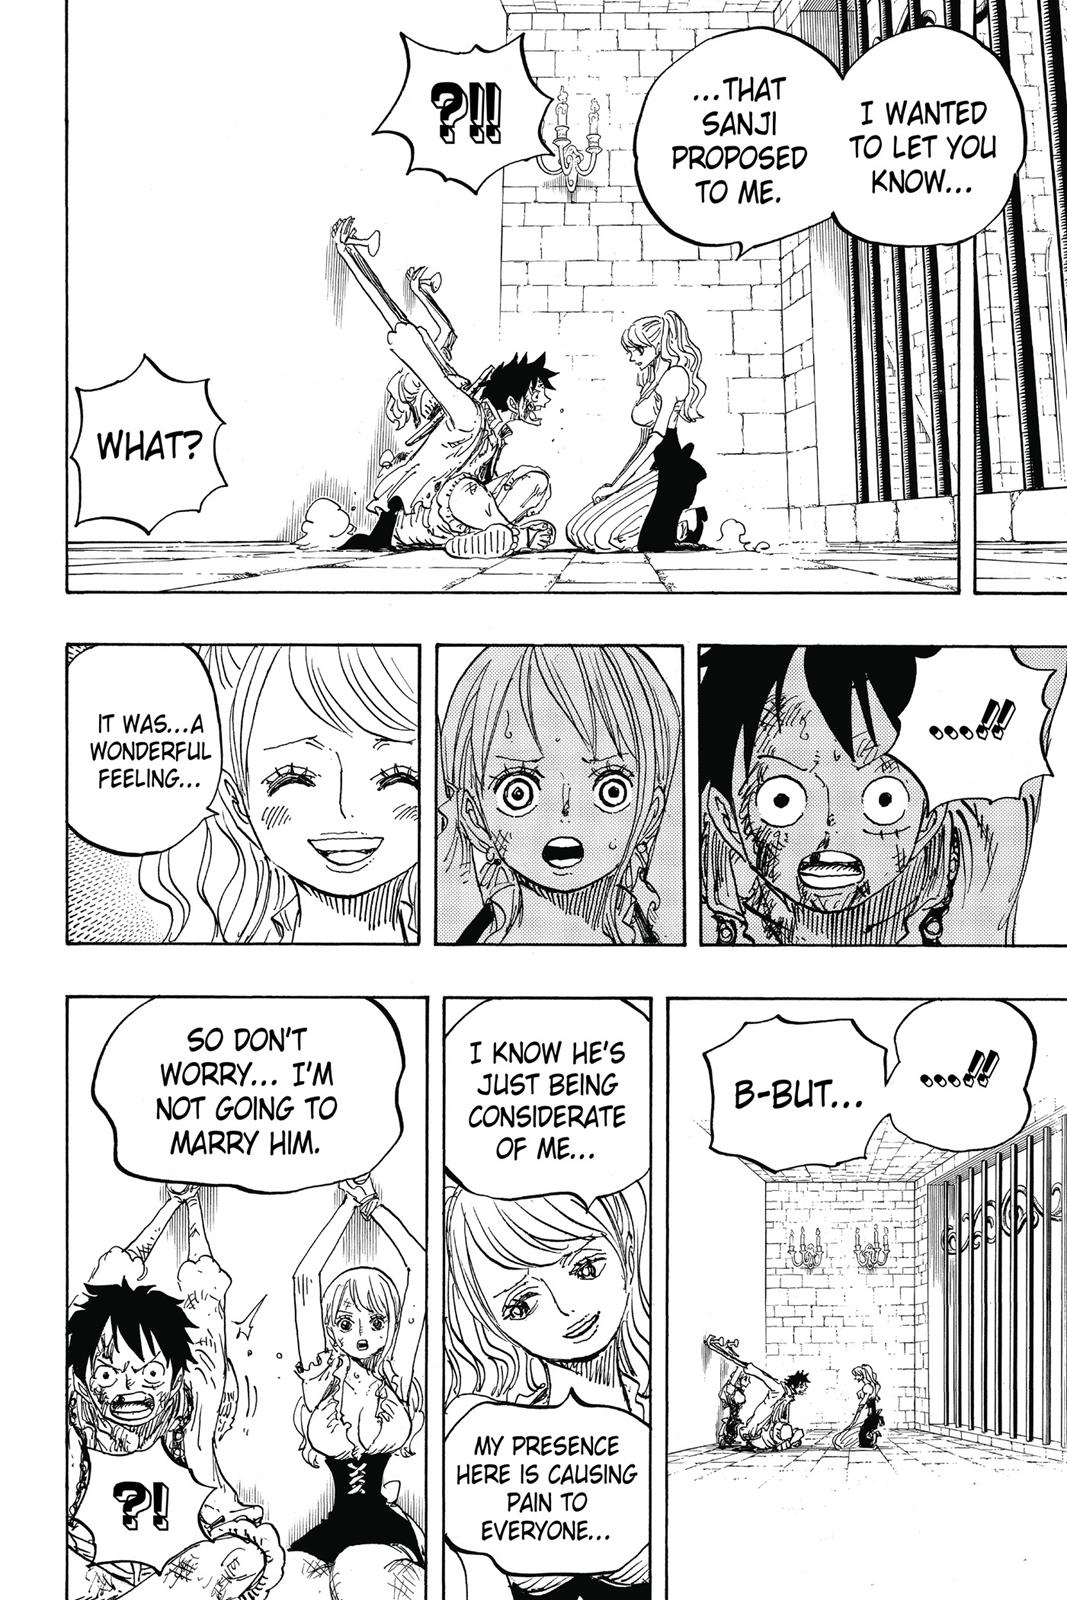 I WANTED
TO LET YOU
KNOW...
...THAT
SANJI
PROPOSED
TO ME.
?!!
WHAT?
...!!
IT WAS...A
WONDERFUL
FEELING...
...!!
B-BUT...
I KNOW HE'S
JUST BEING
CONSIDERATE
OF ME...
MY PRESENCE
HERE IS CAUSING
PAIN TO
EVERYONE...
SO DON'T
WORRY... I'M
NOT GOING TO
MARRY HIM.
?!